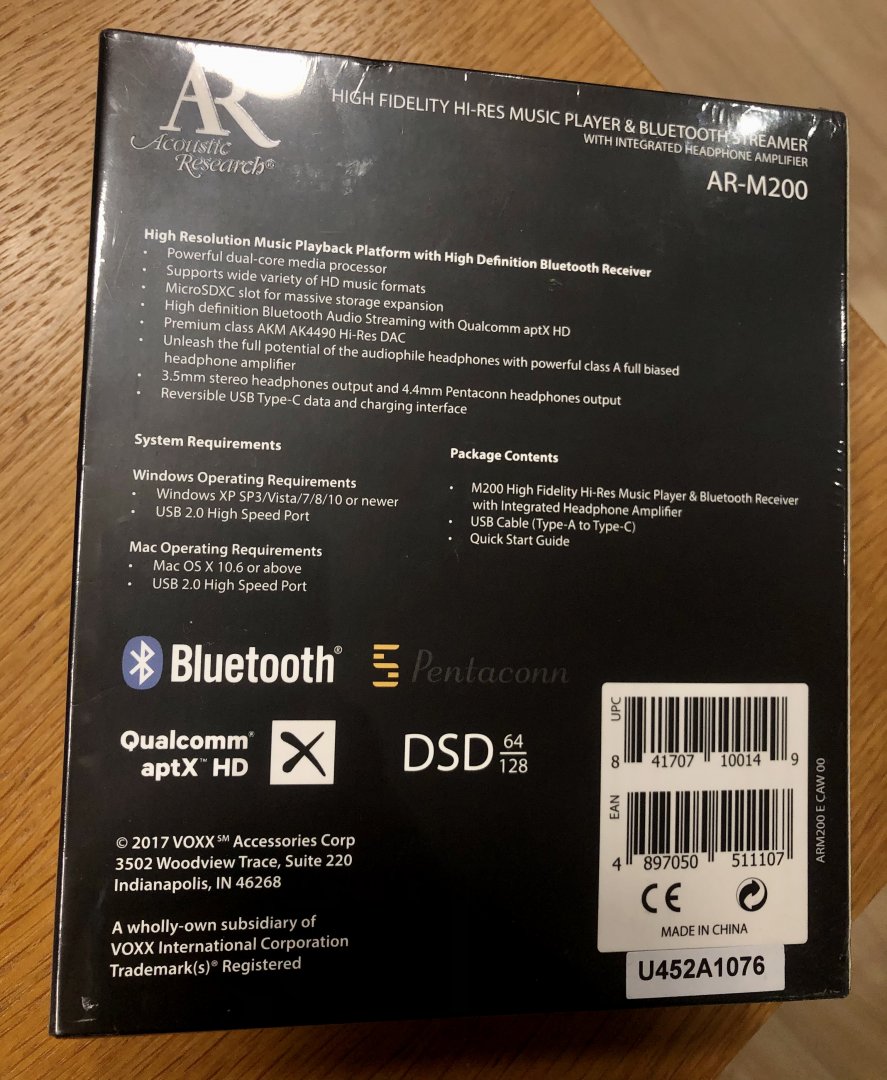 AR
Acoustic
Research®
HIGH FIDELITY HI-RES MUSIC PLAYER & BLUETOOTH STREAMER
WITH INTEGRATED HEADPHONE AMPLIFIER
AR-M200
High Resolution Music Playback Platform with High Definition Bluetooth Receiver
• Powerful dual-core media processor
• Supports wide variety of HD music formats
• MicroSDXC slot for massive storage expansion
• High definition Bluetooth Audio Streaming with Qualcomm aptX HD
• Premium class AKM AK4490 Hi-Res DAC
• Unleash the full potential of the audiophile headphones with powerful class A full biased
headphone amplifier
• 3.5mm stereo headphones output and 4.4mm Pentaconn headphones output
• Reversible USB Type-C data and charging interface
System Requirements
Windows Operating Requirements
• Windows XP SP3/Vista/7/8/10 or newer
• USB 2.0 High Speed Port
Mac Operating Requirements
• Mac OS X 10.6 or above
• USB 2.0 High Speed Port
Package Contents
• M200 High Fidelity Hi-Res Music Player & Bluetooth Receiver
with Integrated Headphone Amplifier
• USB Cable (Type-A to Type-C)
• Quick Start Guide
Bluetooth®
Pentaconn
Qualcomm®
aptX™ HD
DSD 64
128
© 2017 VOXX℠ Accessories Corp
3502 Woodview Trace, Suite 220
Indianapolis, IN 46268
A wholly-own subsidiary of
VOXX International Corporation
Trademark(s)® Registered
UPC
8 41707 10014 9
EAN
4 897050 511107
CE
MADE IN CHINA
ARM200 E CAW 00
U452A1076